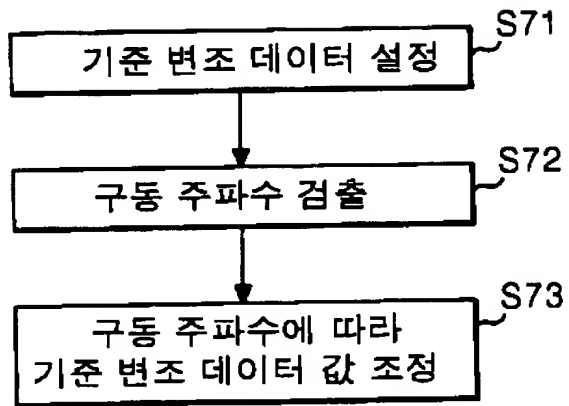 S71
기준 변조 데이터 설정
S72
구동 주파수 검출
S73
구동 주파수에 따라
기준 변조 데이터 값 조정